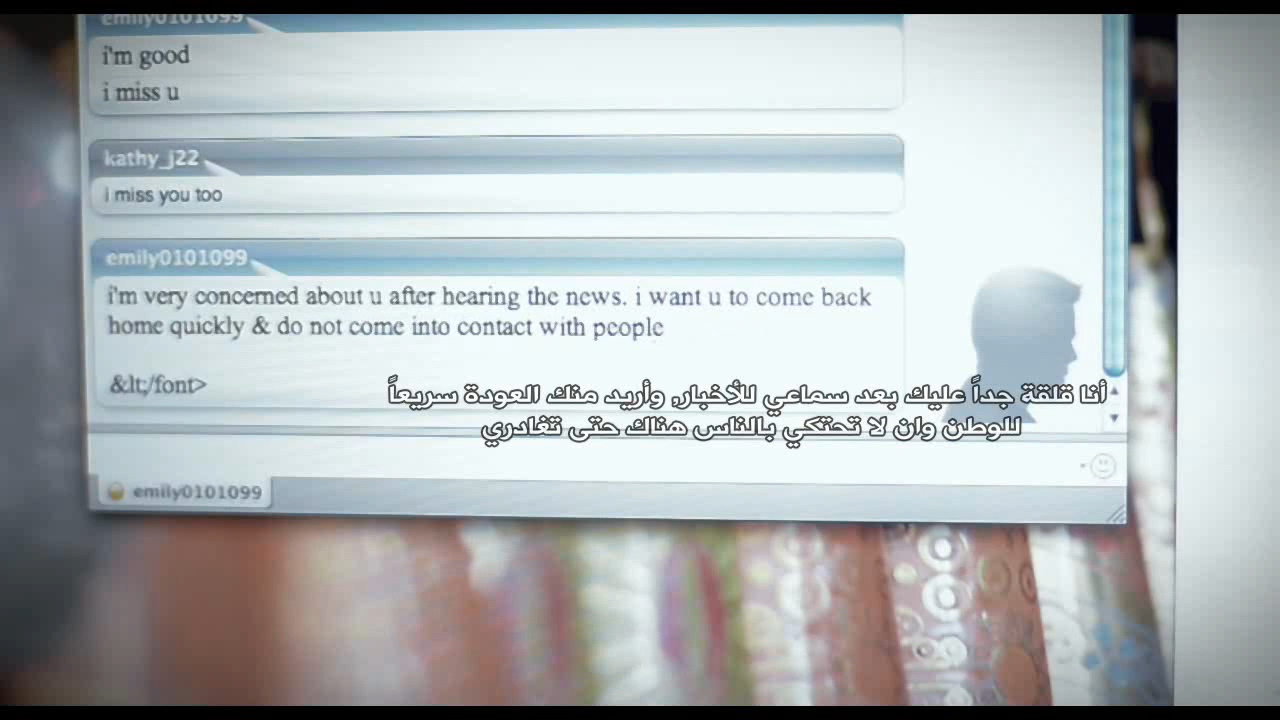 emily0101099
i'm good
i miss u
kathy_j22
i miss you too
emily0101099
i'm very concerned about u after hearing the news. i want u to come back
home quickly & do not come into contact with people
&lt;/font>
أنا قلقة جداً عليك بعد سماعي للأخبار، وأريد منك العودة سريعاً
للوطن وان لا تحتكي بالناس هناك حتى تغادري
emily0101099